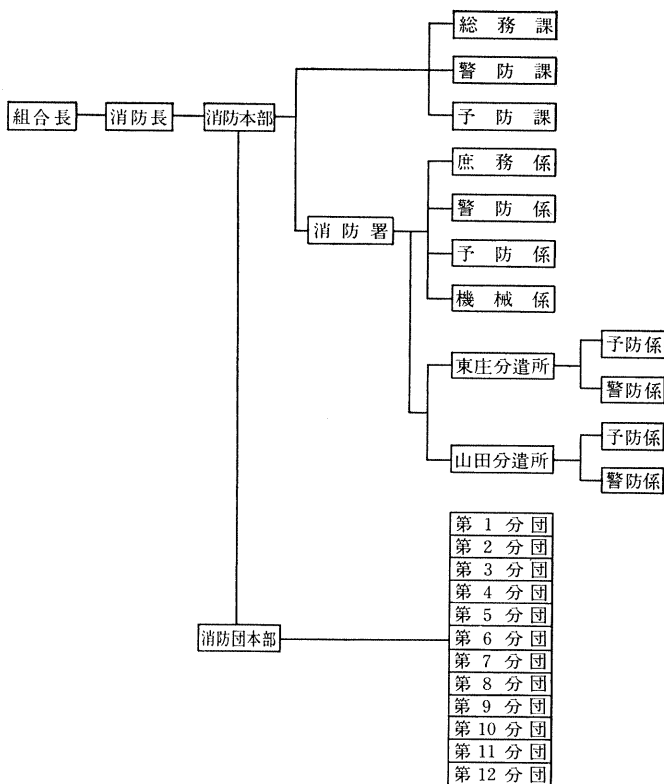 総務課
警防課
組合長 消防長 消防本部 予防課
庶務係
警防係
消防署
予防係
機械係
予防係
東庄分遣所
警防係
予防係
山田分遣所
警防係
第1分団
第2分団
第3分団
第4分団
第5分団
消防団本部 第6分団
第7分団
第8分団
第9分団
第10分団
第11分団
第12分団